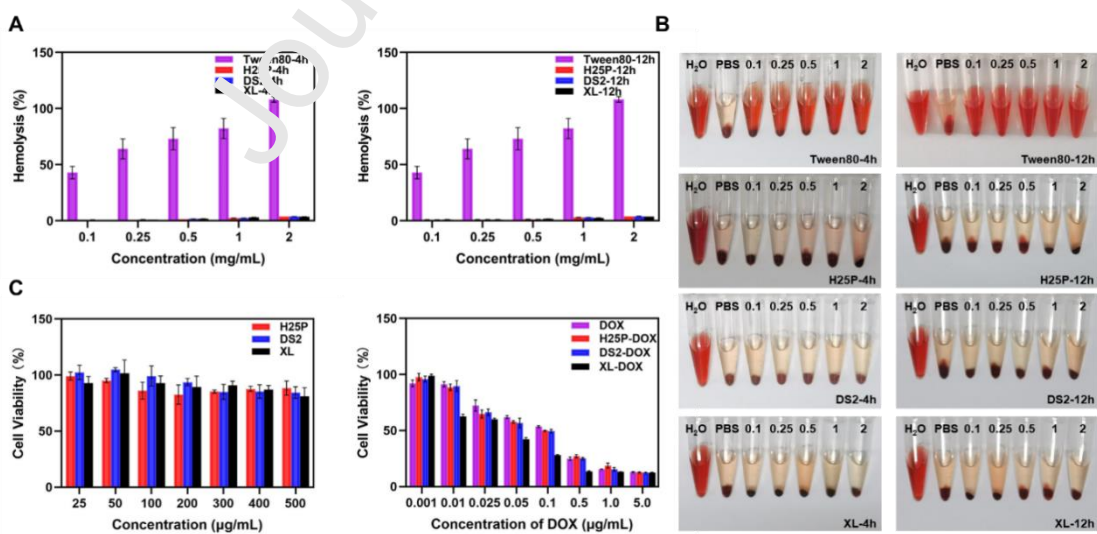 A
Jou
150
100
50
0
Hemolysis (%)
Tween80-4h
H25P-4h
DS2-4h
XL-4h
0.1 0.25 0.5 1 2
Concentration (mg/mL)
150
100
50
0
Hemolysis (%)
Tween80-12h
H25P-12h
DS2-12h
XL-12h
0.1 0.25 0.5 1 2
Concentration (mg/mL)
B
H2O PBS 0.1 0.25 0.5 1 2
Tween80-4h
H2O PBS 0.1 0.25 0.5 1 2
Tween80-12h
H2O PBS 0.1 0.25 0.5 1 2
H25P-4h
H2O PBS 0.1 0.25 0.5 1 2
H25P-12h
H2O PBS 0.1 0.25 0.5 1 2
DS2-4h
H2O PBS 0.1 0.25 0.5 1 2
DS2-12h
H2O PBS 0.1 0.25 0.5 1 2
XL-4h
H2O PBS 0.1 0.25 0.5 1 2
XL-12h
C
150
100
50
0
Cell Viability (%)
H25P
DS2
XL
25 50 100 200 300 400 500
Concentration (μg/mL)
150
100
50
0
Cell Viability (%)
DOX
H25P-DOX
DS2-DOX
XL-DOX
0.001 0.01 0.025 0.05 0.1 0.5 1.0 5.0
Concentration of DOX (μg/mL)